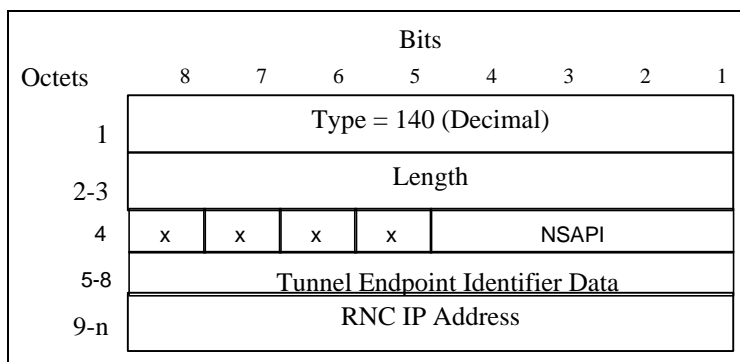 Bits
Octets 8 7 6 5 4 3 2 1
1 Type = 140 (Decimal)
2-3 Length
4 x x x x NSAPI
5-8 Tunnel Endpoint Identifier Data
9-n RNC IP Address